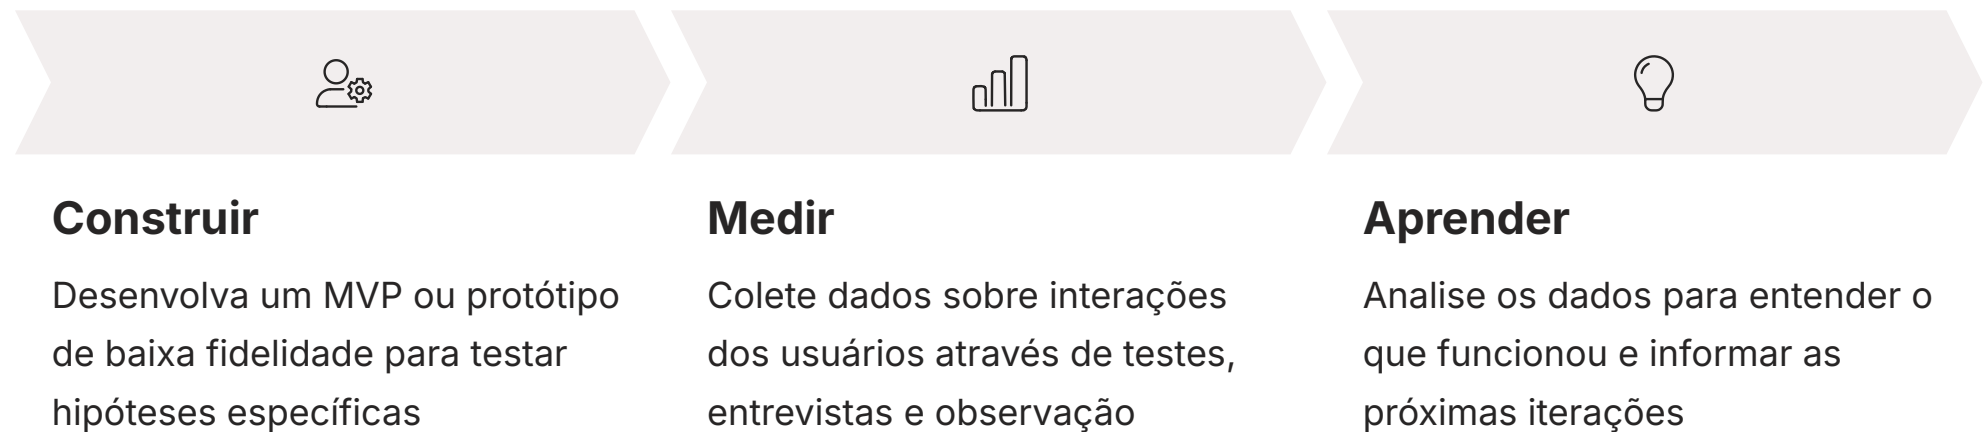 Construir
Desenvolva um MVP ou protótipo
de baixa fidelidade para testar
hipóteses específicas
Medir
Colete dados sobre interações
dos usuários através de testes,
entrevistas e observação
Aprender
Analise os dados para entender o
que funcionou e informar as
próximas iterações